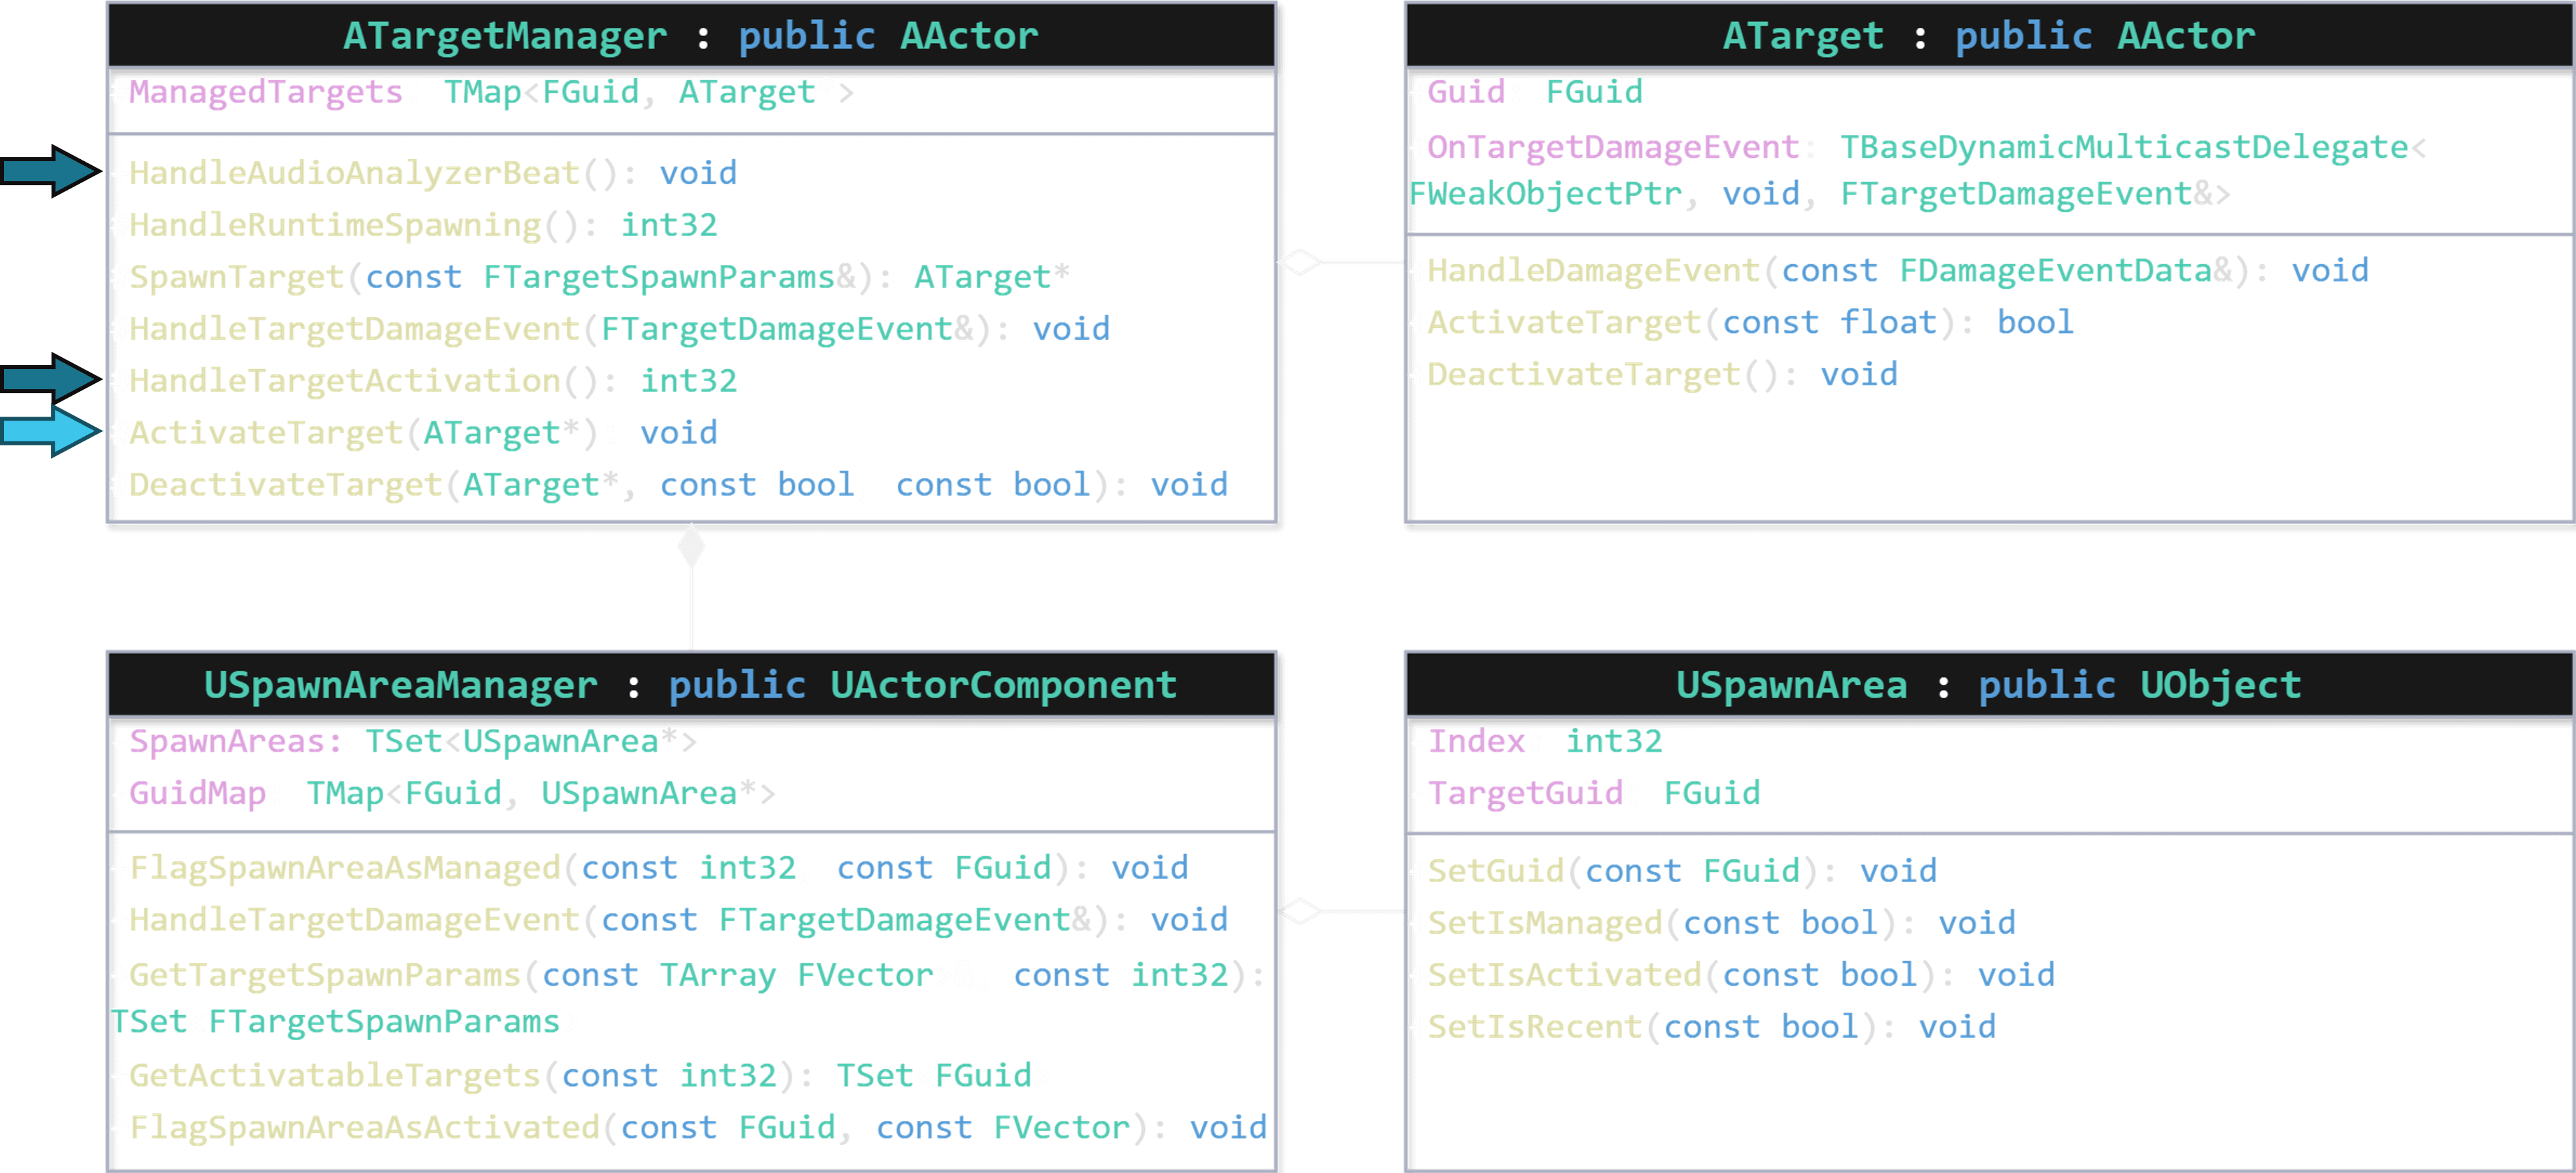 ATargetManager : public AActor
ManagedTargets TMap<FGuid, ATarget >
HandleAudioAnalyzerBeat(): void
HandleRuntimeSpawning(): int32
SpawnTarget(const FTargetSpawnParams&): ATarget*
HandleTargetDamageEvent(FTargetDamageEvent&): void
HandleTargetActivation(): int32
ActivateTarget(ATarget*) void
DeactivateTarget(ATarget*, const bool const bool): void
ATarget : public AActor
Guid FGuid
OnTargetDamageEvent: TBaseDynamicMulticastDelegate<
FWeakObjectPtr, void, FTargetDamageEvent&>
HandleDamageEvent(const FDamageEventData&): void
ActivateTarget(const float): bool
DeactivateTarget(): void
USpawnAreaManager : public UActorComponent
SpawnAreas: TSet<USpawnArea*>
GuidMap TMap<FGuid, USpawnArea*>
FlagSpawnAreaAsManaged(const int32 const FGuid): void
HandleTargetDamageEvent(const FTargetDamageEvent&): void
GetTargetSpawnParams(const TArray FVector const int32):
TSet FTargetSpawnParams
GetActivatableTargets(const int32): TSet FGuid
FlagSpawnAreaAsActivated(const FGuid, const FVector): void
USpawnArea : public UObject
Index int32
TargetGuid FGuid
SetGuid(const FGuid): void
SetIsManaged(const bool): void
SetIsActivated(const bool): void
SetIsRecent(const bool): void